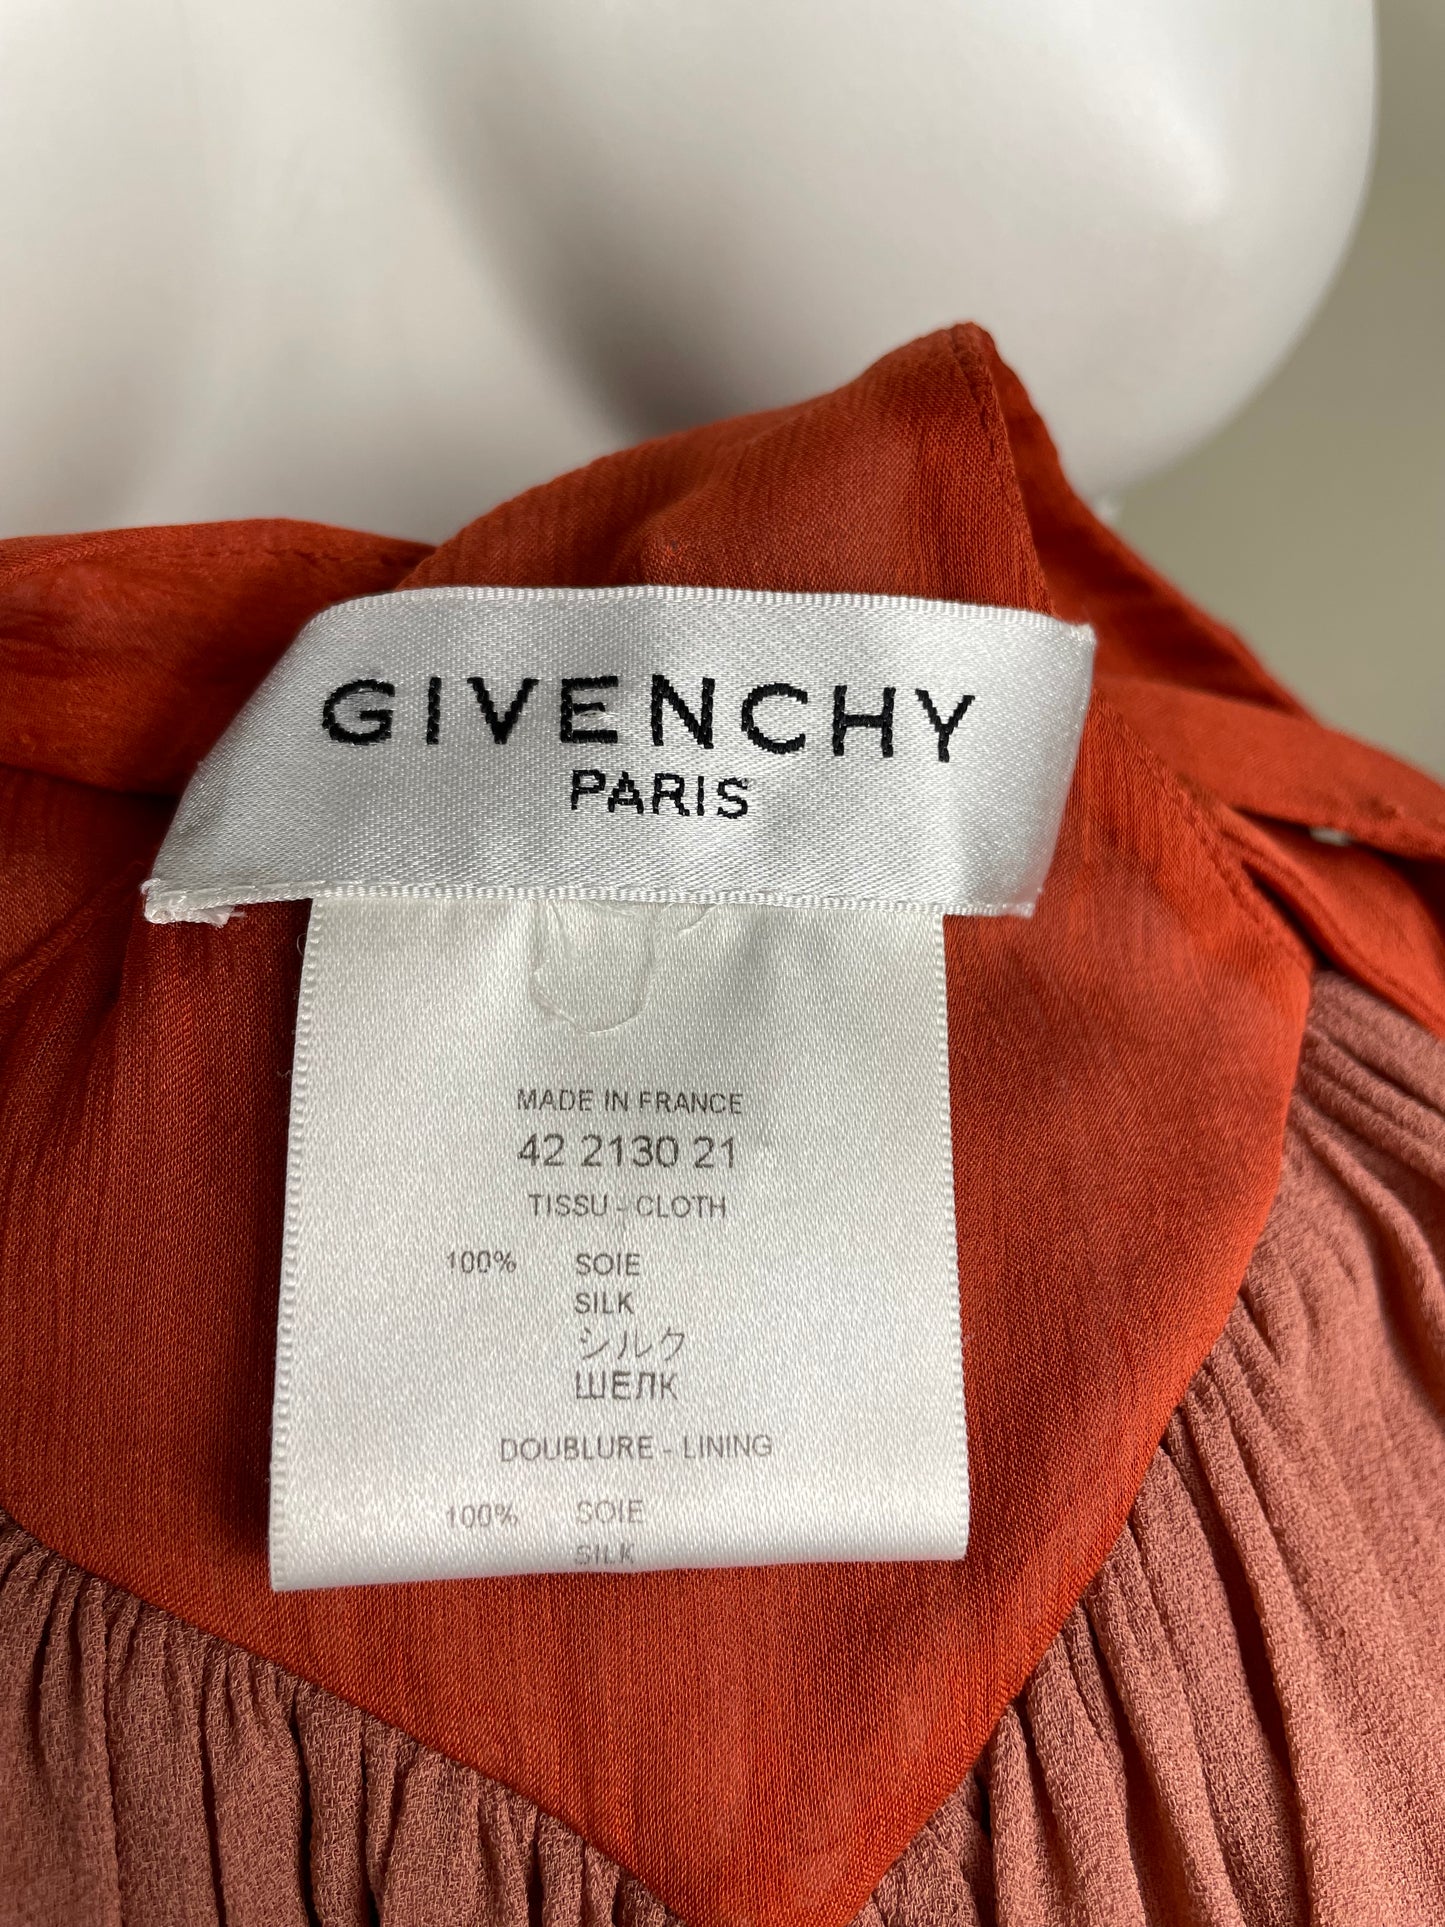 GIVENCHY
PARIS
MADE IN FRANCE
42 2130 21
TISSU - CLOTH
100% SOIE
SILK
シルク
ШЕЛК
DOUBLURE - LINING
100% SOIE
SILK